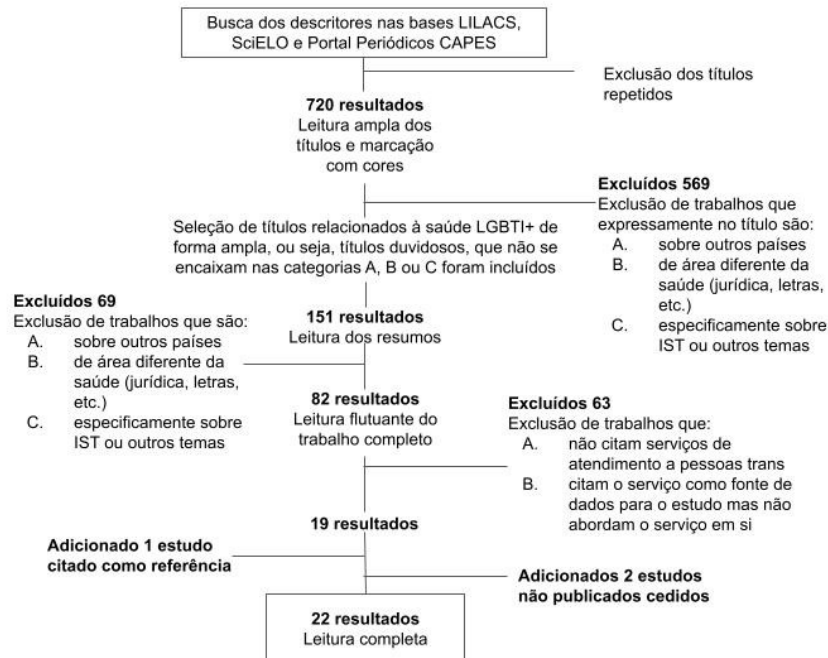 Busca dos descritores nas bases LILACS,
SciELO e Portal Periódicos CAPES
Exclusão dos títulos
repetidos
720 resultados
Leitura ampla dos
títulos e marcação
com cores
Excluídos 569
Exclusão de trabalhos que
expressamente no título são:
A. sobre outros países
B. de área diferente da
saúde (jurídica, letras,
etc.)
C. especificamente sobre
IST ou outros temas
Seleção de títulos relacionados à saúde LGBTI+ de
forma ampla, ou seja, títulos duvidosos, que não se
encaixam nas categorias A, B ou C foram incluídos
151 resultados
Leitura dos resumos
Excluídos 69
Exclusão de trabalhos que são:
A. sobre outros países
B. de área diferente da
saúde (jurídica, letras,
etc.)
C. especificamente sobre
IST ou outros temas
82 resultados
Leitura flutuante do
trabalho completo
Excluídos 63
Exclusão de trabalhos que:
A. não citam serviços de
atendimento a pessoas trans
B. citam o serviço como fonte de
dados para o estudo mas não
abordam o serviço em si
19 resultados
Adicionado 1 estudo
citado como referência
Adicionados 2 estudos
não publicados cedidos
22 resultados
Leitura completa